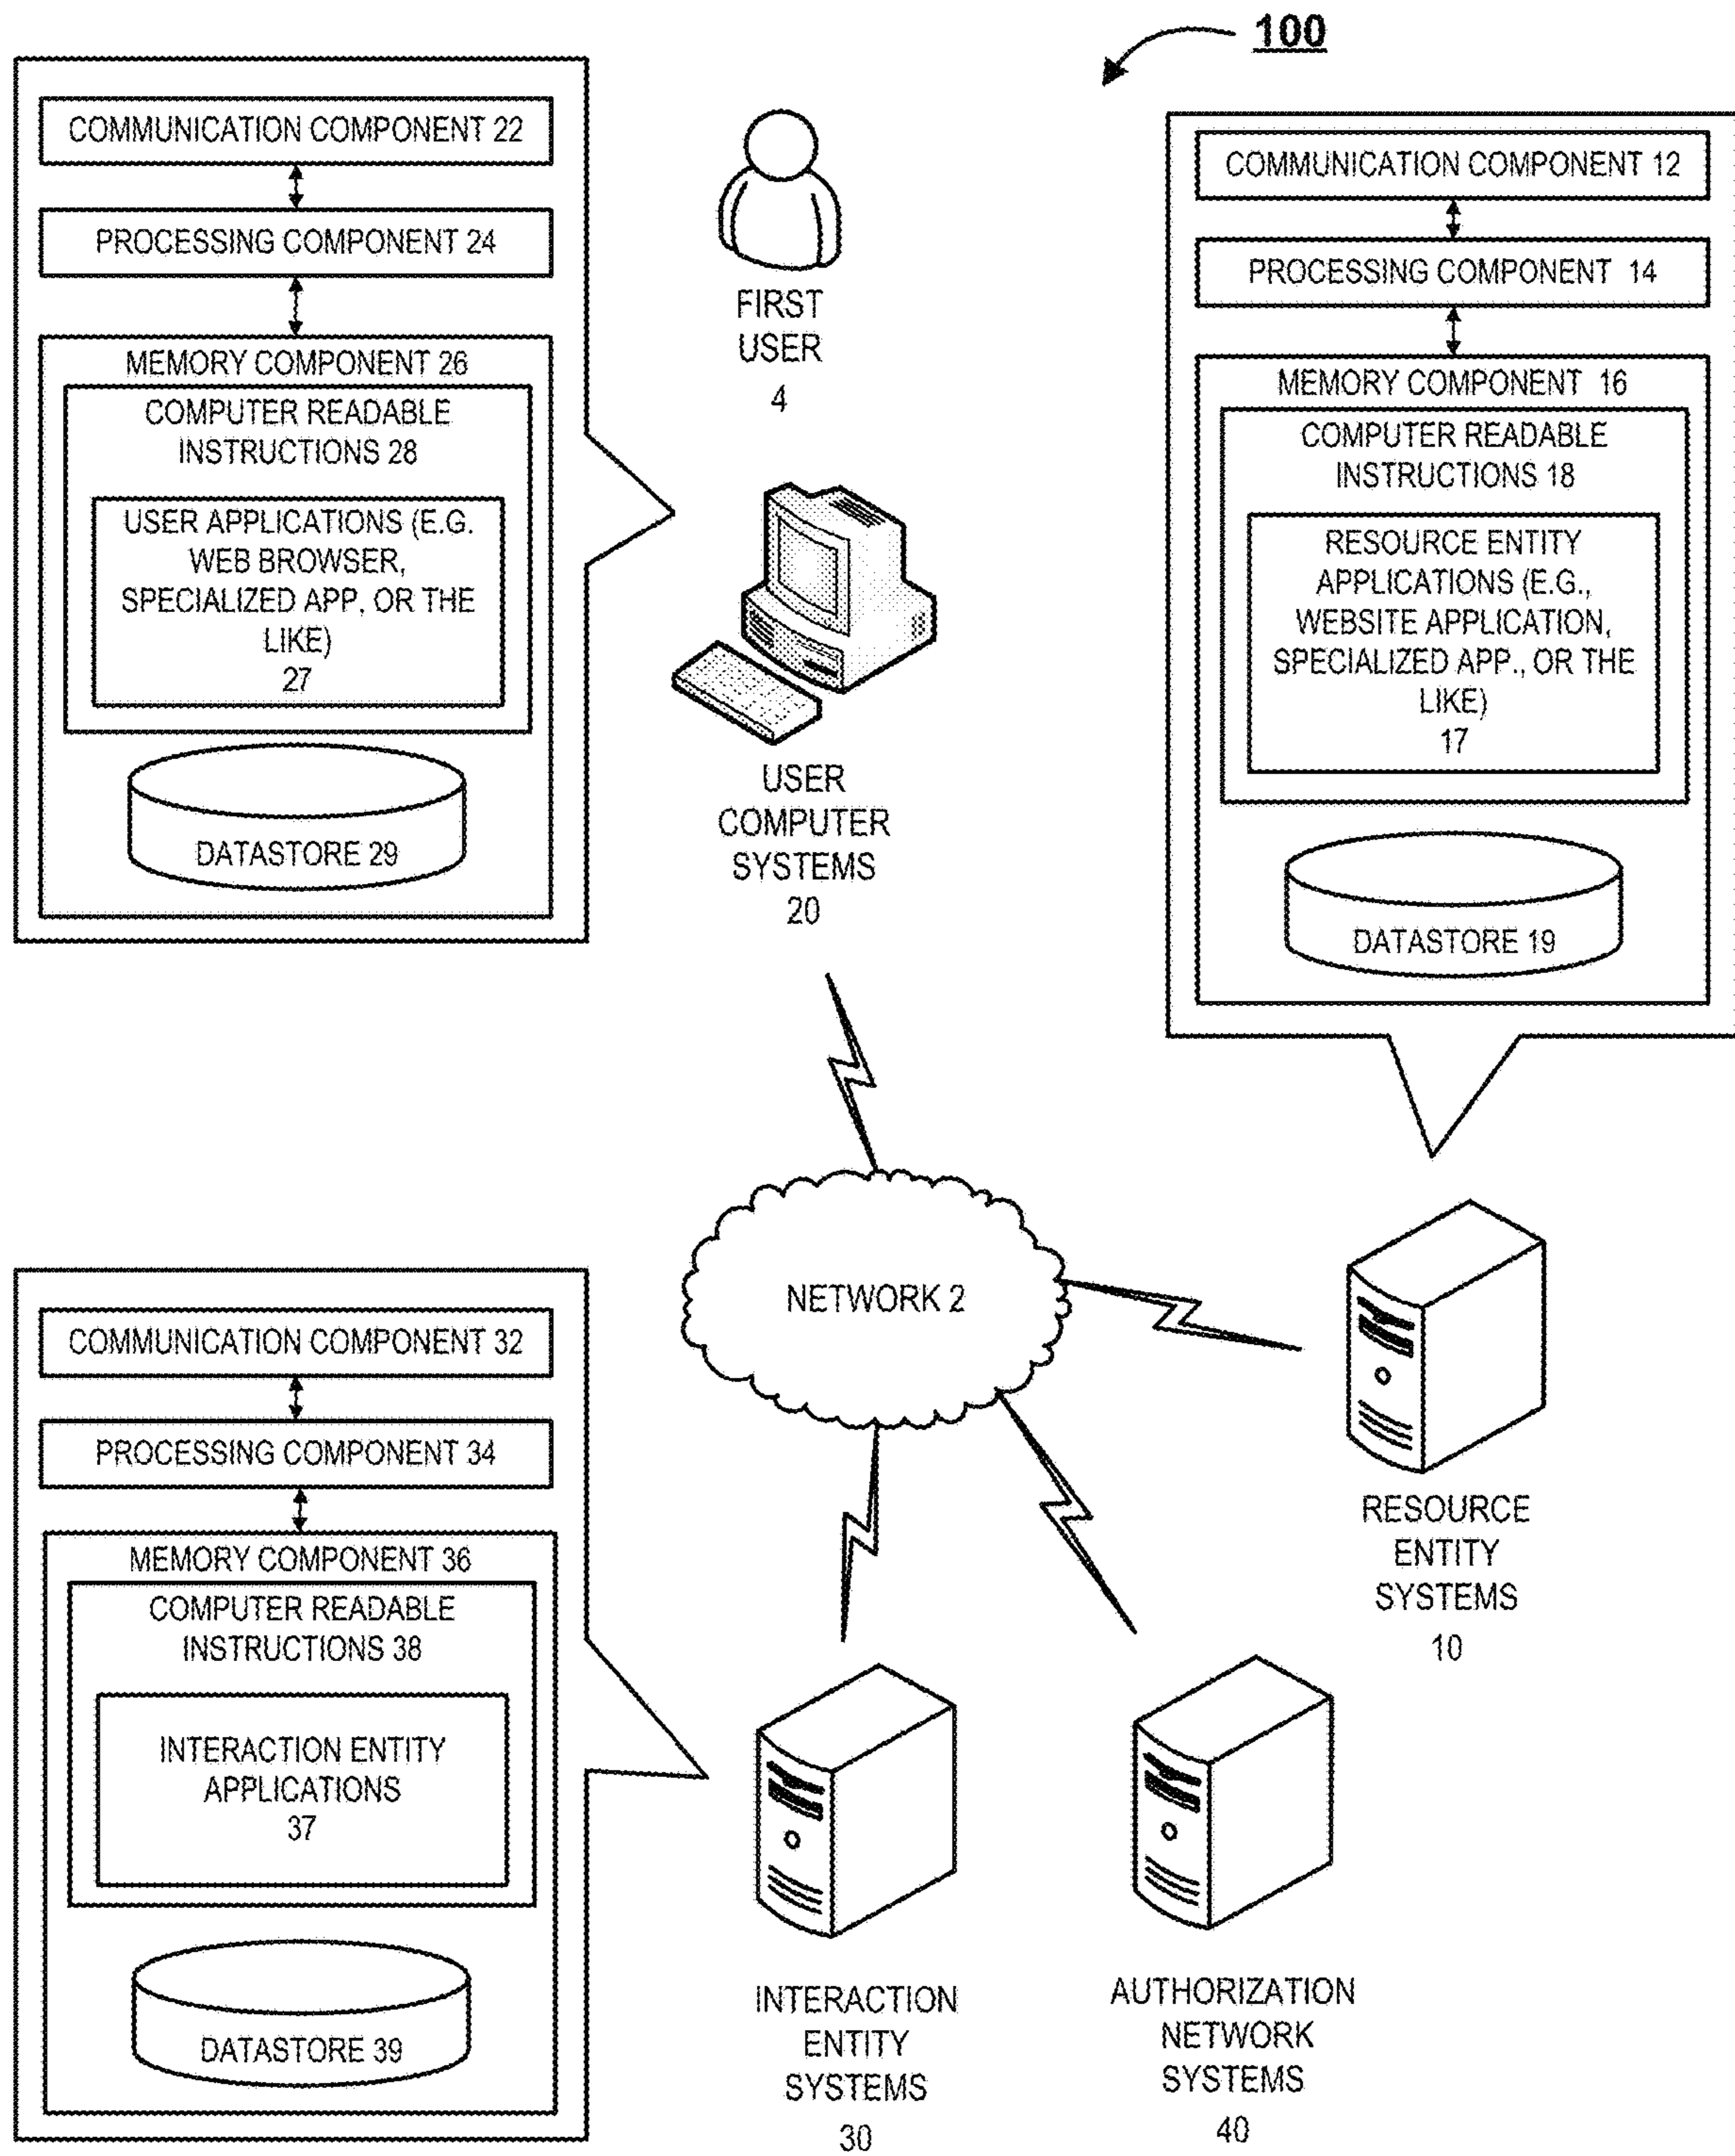 100
COMMUNICATION COMPONENT 22
PROCESSING COMPONENT 24
MEMORY COMPONENT 26
COMPUTER READABLE
INSTRUCTIONS 28
USER APPLICATIONS (E.G.
WEB BROWSER,
SPECIALIZED APP, OR THE
LIKE)
27
DATASTORE 29
FIRST
USER
4
USER
COMPUTER
SYSTEMS
20
COMMUNICATION COMPONENT 12
PROCESSING COMPONENT 14
MEMORY COMPONENT 16
COMPUTER READABLE
INSTRUCTIONS 18
RESOURCE ENTITY
APPLICATIONS (E.G.,
WEBSITE APPLICATION,
SPECIALIZED APP., OR THE
LIKE)
17
DATASTORE 19
NETWORK 2
RESOURCE
ENTITY
SYSTEMS
10
COMMUNICATION COMPONENT 32
PROCESSING COMPONENT 34
MEMORY COMPONENT 36
COMPUTER READABLE
INSTRUCTIONS 38
INTERACTION ENTITY
APPLICATIONS
37
DATASTORE 39
INTERACTION
ENTITY
SYSTEMS
30
AUTHORIZATION
NETWORK
SYSTEMS
40